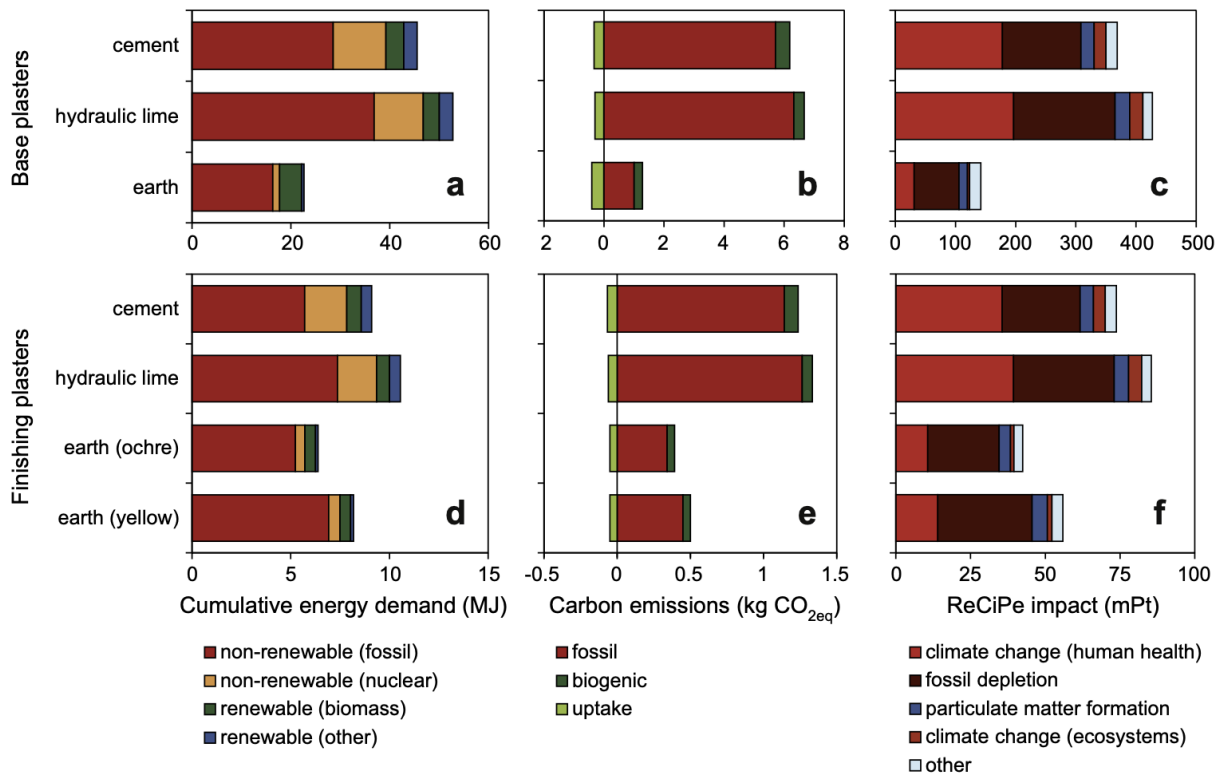 Base plasters
cement
hydraulic lime
earth
a
b
c
0 20 40 60
2 0 2 4 6 8
0 100 200 300 400 500
Finishing plasters
cement
hydraulic lime
earth (ochre)
earth (yellow)
d
e
f
0 5 10 15
-0.5 0 0.5 1 1.5
0 25 50 75 100
Cumulative energy demand (MJ)
Carbon emissions (kg CO2eq)
ReCiPe impact (mPt)
non-renewable (fossil)
non-renewable (nuclear)
renewable (biomass)
renewable (other)
fossil
biogenic
uptake
climate change (human health)
fossil depletion
particulate matter formation
climate change (ecosystems)
other